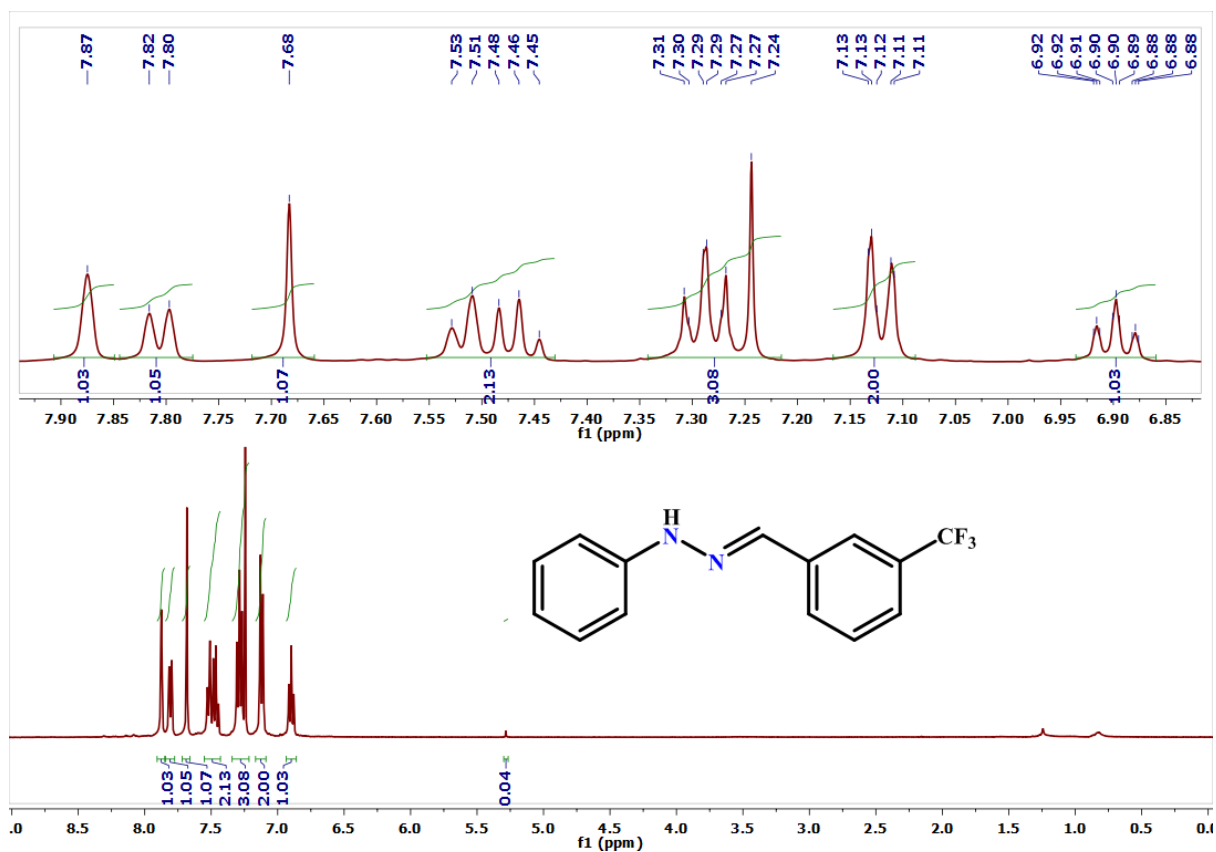 7.87 7.82 7.80 7.68 7.53 7.51 7.48 7.46 7.45 7.31 7.30 7.29 7.29 7.27 7.27 7.24 7.13 7.13 7.12 7.11 7.11 6.92 6.92 6.91 6.90 6.90 6.89 6.88 6.88 6.88
1.03 1.05 1.07 2.13 3.08 2.00 1.03
7.90 7.85 7.80 7.75 7.70 7.65 7.60 7.55 7.50 7.45 7.40 7.35 7.30 7.25 7.20 7.15 7.10 7.05 7.00 6.95 6.90 6.85
f1 (ppm)
H
N
N
CF3
1.03 1.05 1.07 2.13 3.08 2.00 1.03 0.04
.0 8.5 8.0 7.5 7.0 6.5 6.0 5.5 5.0 4.5 4.0 3.5 3.0 2.5 2.0 1.5 1.0 0.5 0.0
f1 (ppm)